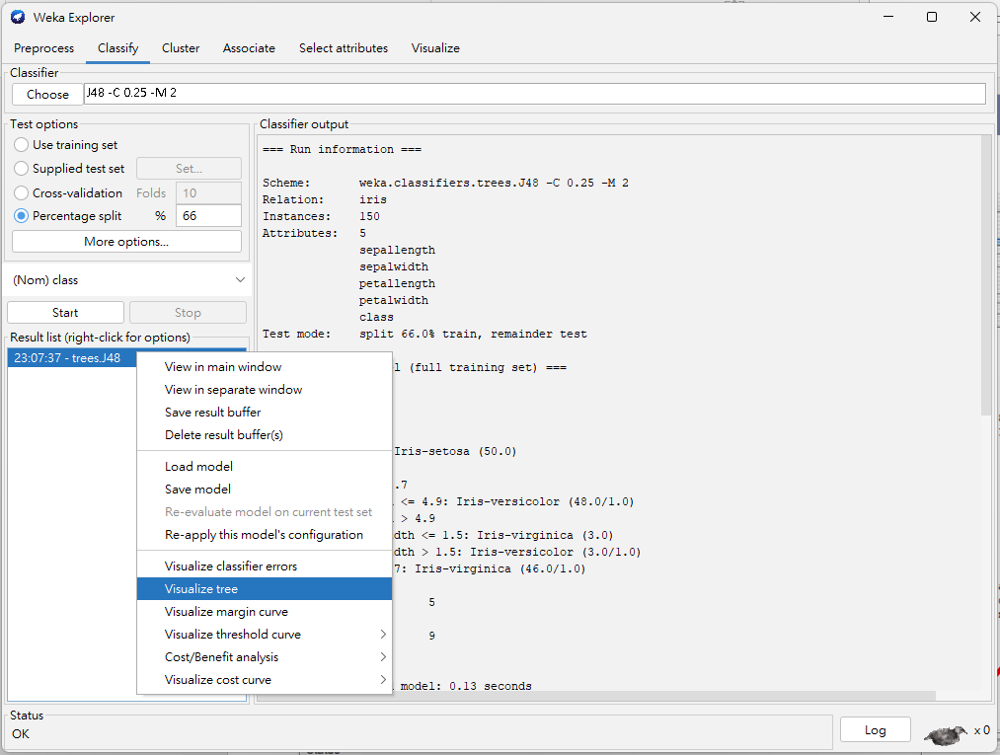 Weka Explorer
Preprocess Classify Cluster Associate Select attributes Visualize
Classifier
Choose J48 -C 0.25 -M 2
Test options
Use training set
Supplied test set Set...
Cross-validation Folds 10
Percentage split % 66
More options...
(Nom) class
Start Stop
Result list (right-click for options)
23:07:37 - trees.J48
View in main window
View in separate window
Save result buffer
Delete result buffer(s)
Load model
Save model
Re-evaluate model on current test set
Re-apply this model's configuration
Visualize classifier errors
Visualize tree
Visualize margin curve
Visualize threshold curve
Cost/Benefit analysis
Visualize cost curve
Classifier output
=== Run information ===
Scheme: weka.classifiers.trees.J48 -C 0.25 -M 2
Relation: iris
Instances: 150
Attributes: 5
sepallength
sepalwidth
petallength
petalwidth
class
Test mode: split 66.0% train, remainder test
l (full training set) ===
Iris-setosa (50.0)
.7
<= 4.9: Iris-versicolor (48.0/1.0)
> 4.9
dth <= 1.5: Iris-virginica (3.0)
dth > 1.5: Iris-versicolor (3.0/1.0)
7: Iris-virginica (46.0/1.0)
5
9
model: 0.13 seconds
Status
OK
Log x 0